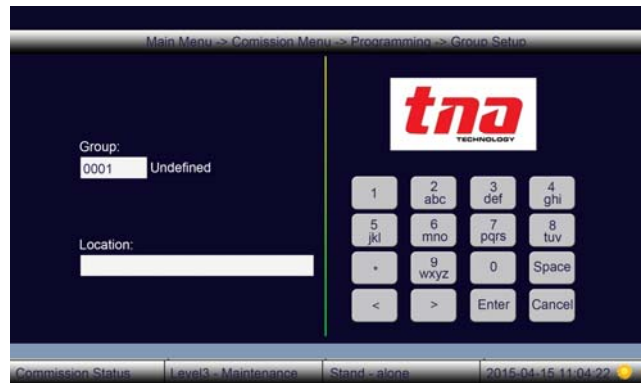 Main Menu -> Comission Menu -> Programming -> Group Setup
tna
TECHNOLOGY
Group:
0001 Undefined
Location:
1
2 abc
3 def
4 ghi
5 jkl
6 mno
7 pqrs
8 tuv
*
9 wxyz
0
Space
<
>
Enter
Cancel
Commission Status
Level3 - Maintenance
Stand - alone
2015-04-15 11:04:22